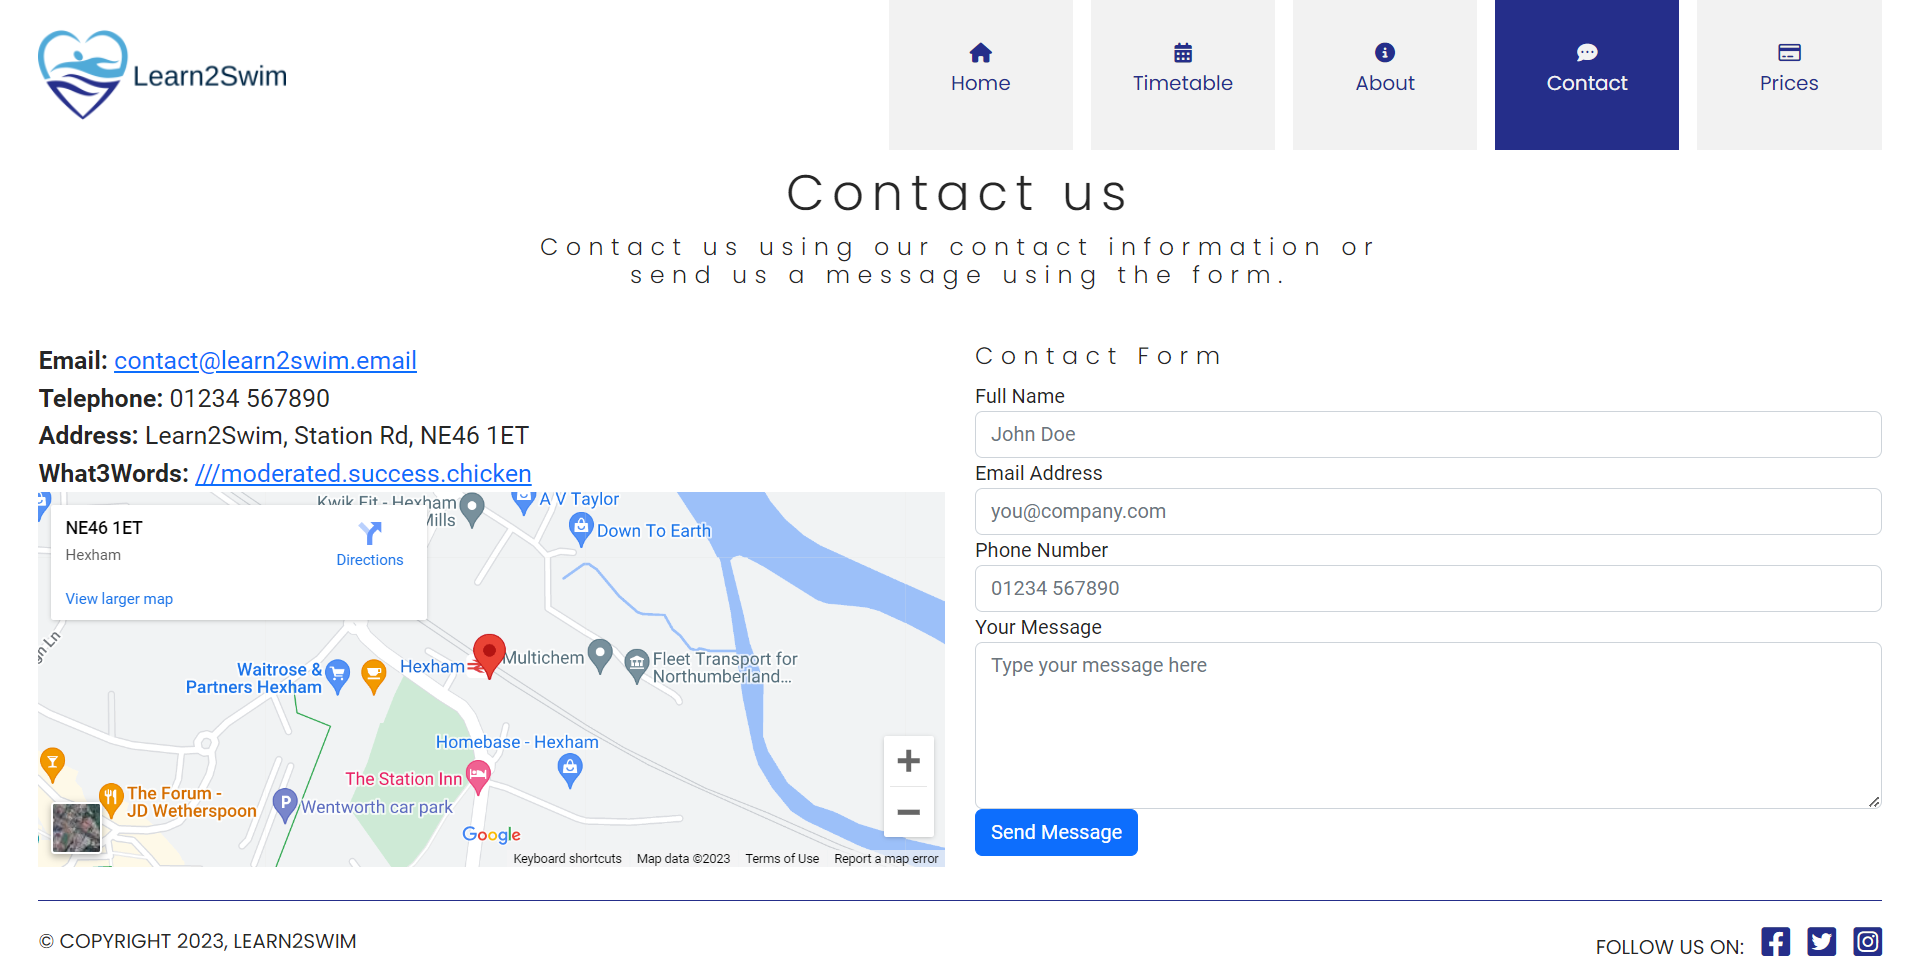 Learn2Swim
Home
Timetable
About
Contact
Prices
Contact us
Contact us using our contact information or
send us a message using the form.
Email: contact@learn2swim.email
Telephone: 01234 567890
Address: Learn2Swim, Station Rd, NE46 1ET
What3Words: ///moderated.success.chicken
NE46 1ET
Hexham
Directions
View larger map
Kwik Fit - Hexham
Mills
A V Taylor
Down To Earth
Waitrose &
Partners Hexham
Hexham
Multichem
Fleet Transport for
Northumberland...
Homebase - Hexham
The Station Inn
The Forum -
JD Wetherspoon
P
Wentworth car park
Google
Keyboard shortcuts
Map data ©2023
Terms of Use
Report a map error
Contact Form
Full Name
John Doe
Email Address
you@company.com
Phone Number
01234 567890
Your Message
Type your message here
Send Message
© COPYRIGHT 2023, LEARN2SWIM
FOLLOW US ON: